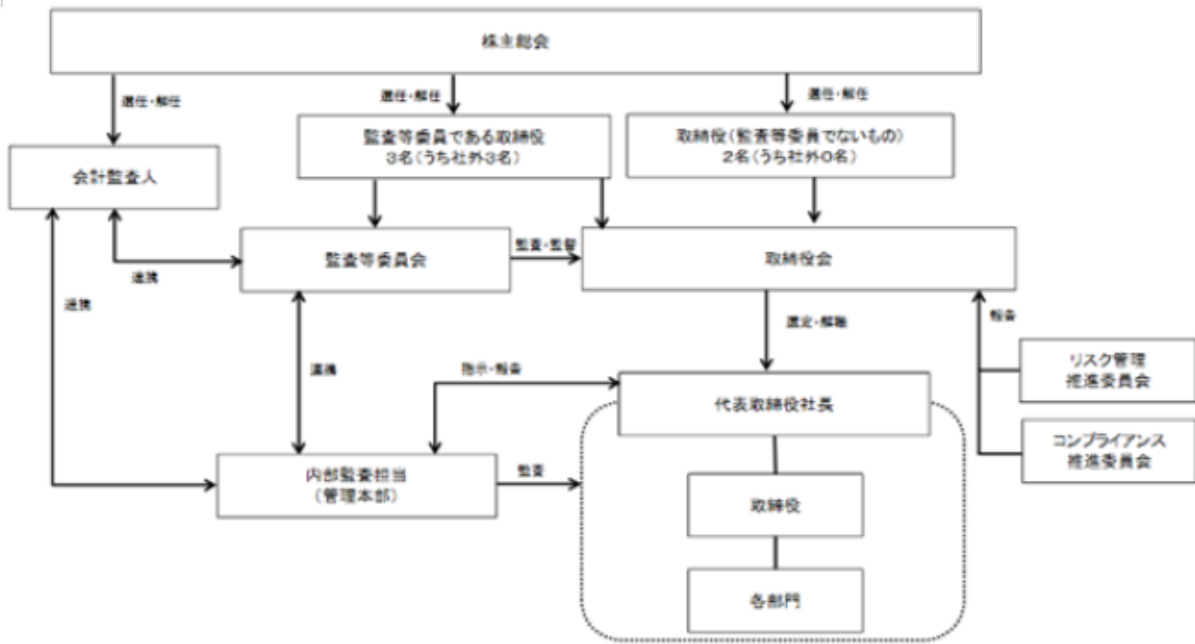 株主総会
選任・解任
選任・解任
選任・解任
監査等委員である取締役
3名(うち社外3名)
取締役(監査等委員でないもの)
2名(うち社外0名)
会計監査人
監査等委員会
監査・監督
取締役会
連携
連携
選定・解職
報告
リスク管理
推進委員会
連携
指示・報告
代表取締役社長
コンプライアンス
推進委員会
内部監査担当
(管理本部)
監査
取締役
各部門